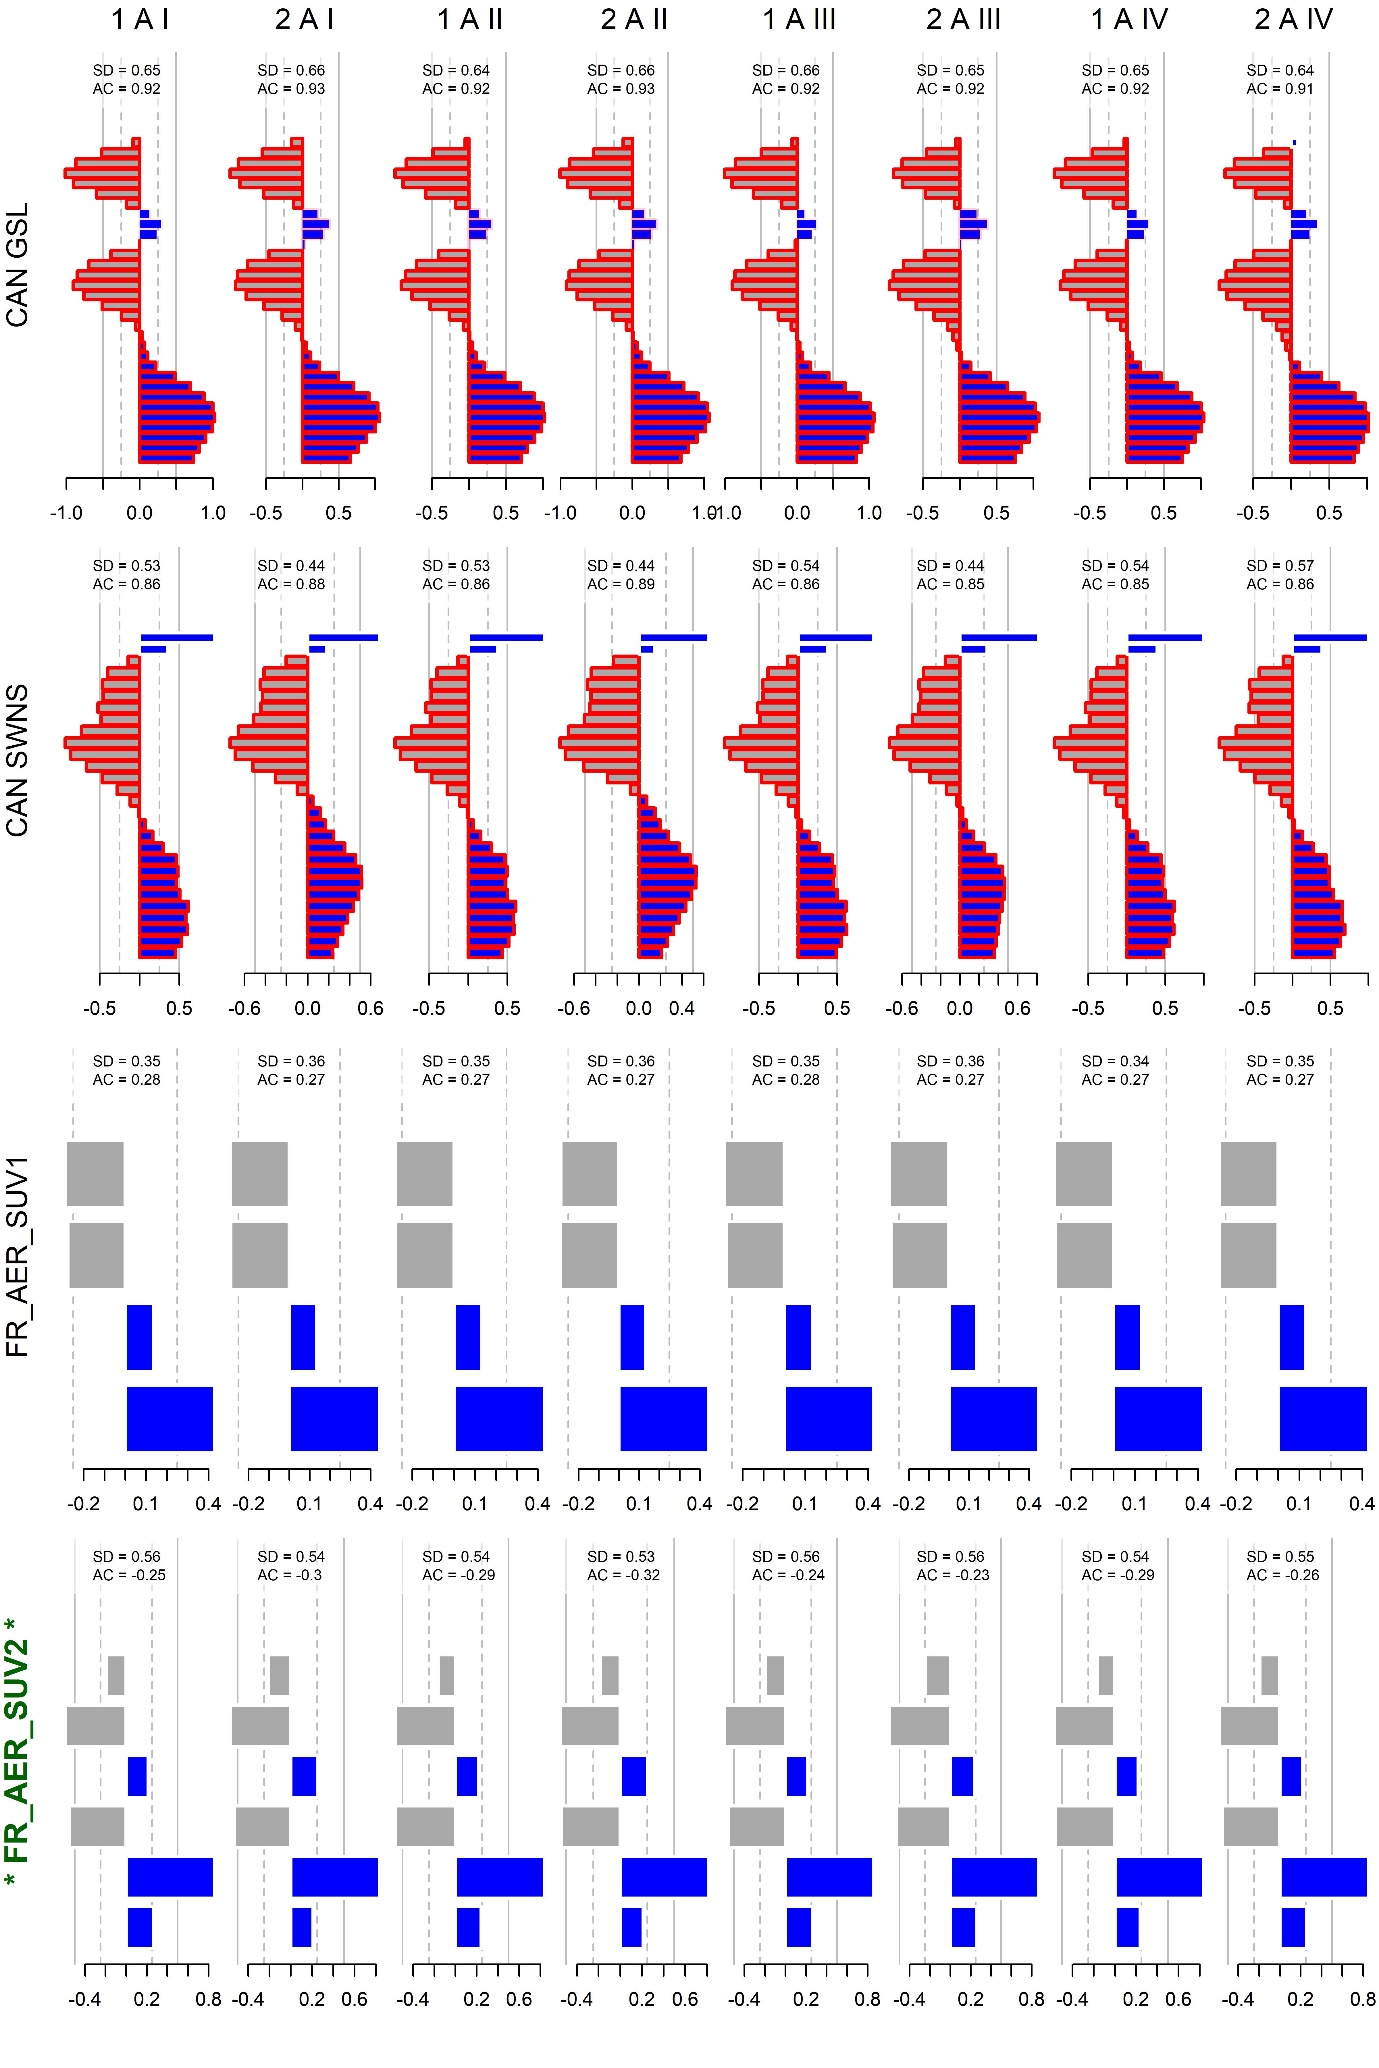 1 A I 2 A I 1 A II 2 A II 1 A III 2 A III 1 A IV 2 A IV
CAN GSL
SD = 0.65 SD = 0.66 SD = 0.64 SD = 0.66 SD = 0.66 SD = 0.65 SD = 0.65 SD = 0.64
AC = 0.92 AC = 0.93 AC = 0.92 AC = 0.93 AC = 0.92 AC = 0.92 AC = 0.92 AC = 0.91
-1.0 0.0 1.0 -0.5 0.5 -0.5 0.5 -1.0 0.0 1.0 -1.0 0.0 1.0 -0.5 0.5 -0.5 0.5 -0.5 0.5
CAN SWNS
SD = 0.53 SD = 0.44 SD = 0.53 SD = 0.44 SD = 0.54 SD = 0.44 SD = 0.54 SD = 0.57
AC = 0.86 AC = 0.88 AC = 0.86 AC = 0.89 AC = 0.86 AC = 0.85 AC = 0.85 AC = 0.86
-0.5 0.5 -0.6 0.0 0.6 -0.5 0.5 -0.6 0.0 0.4 -0.5 0.5 -0.6 0.0 0.6 -0.5 0.5 -0.5 0.5
FR_AER_SUV1
SD = 0.35 SD = 0.36 SD = 0.35 SD = 0.36 SD = 0.35 SD = 0.36 SD = 0.34 SD = 0.35
AC = 0.28 AC = 0.27 AC = 0.27 AC = 0.27 AC = 0.28 AC = 0.27 AC = 0.27 AC = 0.27
-0.2 0.1 0.4 -0.2 0.1 0.4 -0.2 0.1 0.4 -0.2 0.1 0.4 -0.2 0.1 0.4 -0.2 0.1 0.4 -0.2 0.1 0.4 -0.2 0.1 0.4
* FR_AER_SUV2 *
SD = 0.56 SD = 0.54 SD = 0.54 SD = 0.53 SD = 0.56 SD = 0.56 SD = 0.54 SD = 0.55
AC = -0.25 AC = -0.3 AC = -0.29 AC = -0.32 AC = -0.24 AC = -0.23 AC = -0.29 AC = -0.26
-0.4 0.2 0.8 -0.4 0.2 0.6 -0.4 0.2 0.6 -0.4 0.2 0.8 -0.4 0.2 0.8 -0.4 0.2 0.8 -0.4 0.2 0.6 -0.4 0.2 0.8